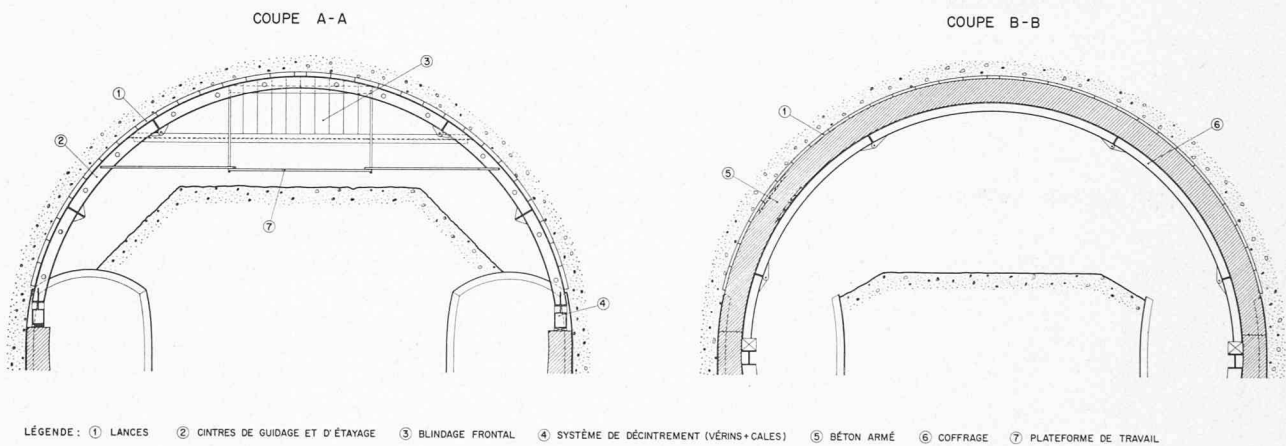 COUPE A-A
COUPE B-B
①
②
③
④
⑦
①
⑤
⑥
LÉGENDE: ① LANCES ② CINTRES DE GUIDAGE ET D'ÉTAYAGE ③ BLINDAGE FRONTAL ④ SYSTÈME DE DÉCINTREMENT (VÉRINS+CALES) ⑤ BÉTON ARMÉ ⑥ COFFRAGE ⑦ PLATEFORME DE TRAVAIL